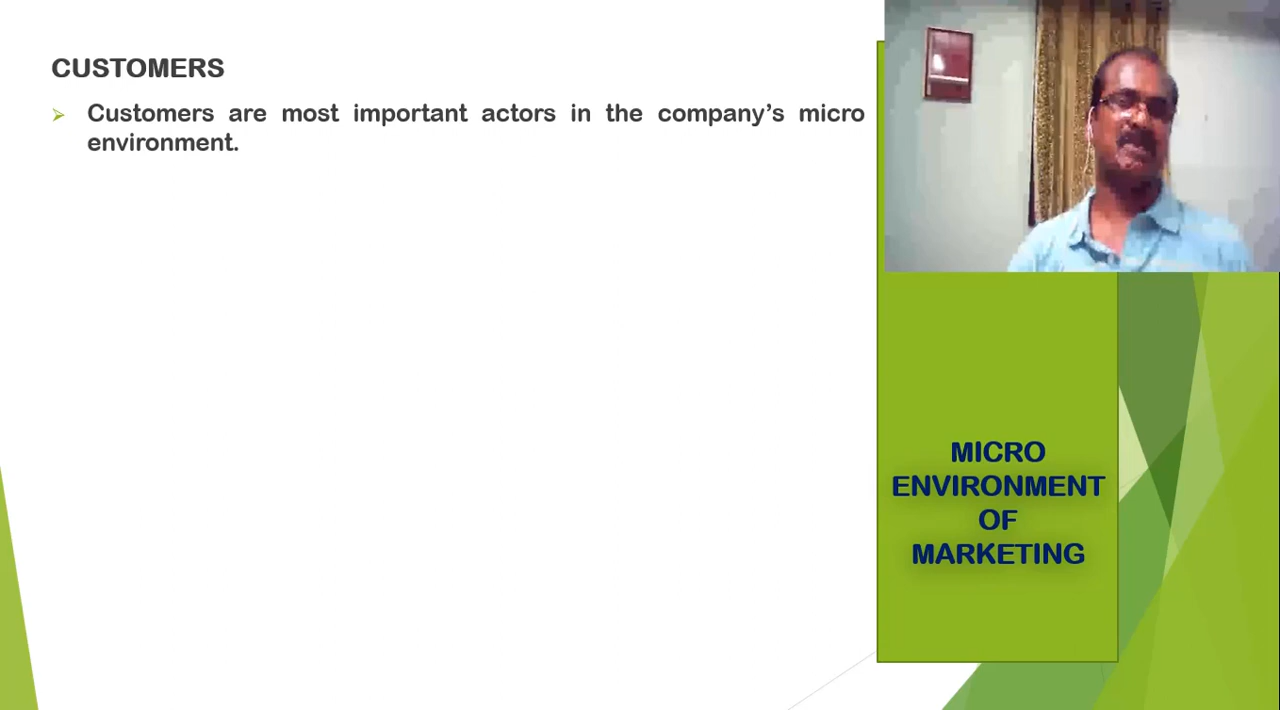 CUSTOMERS
➢ Customers are most important actors in the company’s micro
environment.
MICRO
ENVIRONMENT
OF
MARKETING